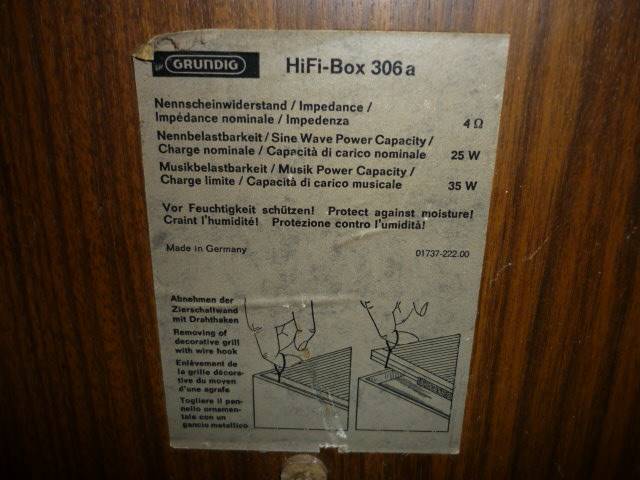 GRUNDIG HiFi-Box 306 a
Nennscheinwiderstand / Impedance /
Impédance nominale / Impedenza 4 Ω
Nennbelastbarkeit / Sine Wave Power Capacity /
Charge nominale / Capacità di carico nominale 25 W
Musikbelastbarkeit / Musik Power Capacity /
Charge limite / Capacità di carico musicale 35 W
Vor Feuchtigkeit schützen! Protect against moisture!
Craint l'humidité! Protezione contro l'umidità!
Made in Germany 01737-222.00
Abnehmen der
Zierschallwand
mit Drahthaken
Removing of
decorative grill
with wire hook
Enlèvement de
la grille décora-
tive du moyen
d'une agrafe
Togliere il pan-
nello ornamen-
tale con un
gancio metallico